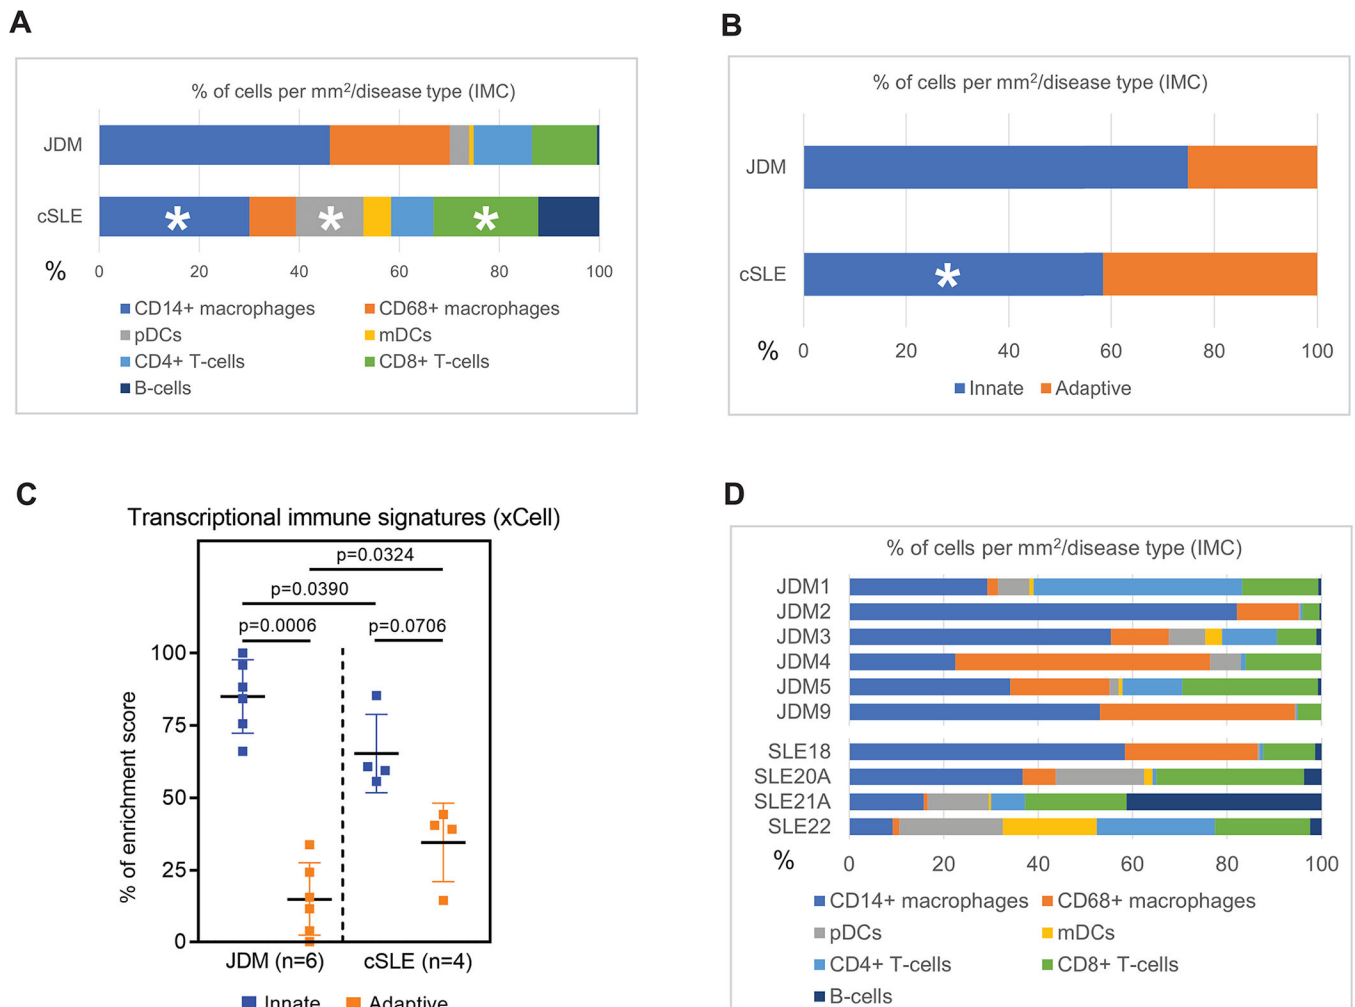 A
% of cells per mm²/disease type (IMC)
JDM
cSLE
* * *
% 0 20 40 60 80 100
CD14+ macrophages CD68+ macrophages
pDCs mDCs
CD4+ T-cells CD8+ T-cells
B-cells
B
% of cells per mm²/disease type (IMC)
JDM
cSLE
*
% 0 20 40 60 80 100
Innate Adaptive
C
Transcriptional immune signatures (xCell)
p=0.0324
p=0.0390
p=0.0006 p=0.0706
% of enrichment score
100
75
50
25
0
JDM (n=6) cSLE (n=4)
Innate Adaptive
D
% of cells per mm²/disease type (IMC)
JDM1
JDM2
JDM3
JDM4
JDM5
JDM9
SLE18
SLE20A
SLE21A
SLE22
% 0 20 40 60 80 100
CD14+ macrophages CD68+ macrophages
pDCs mDCs
CD4+ T-cells CD8+ T-cells
B-cells